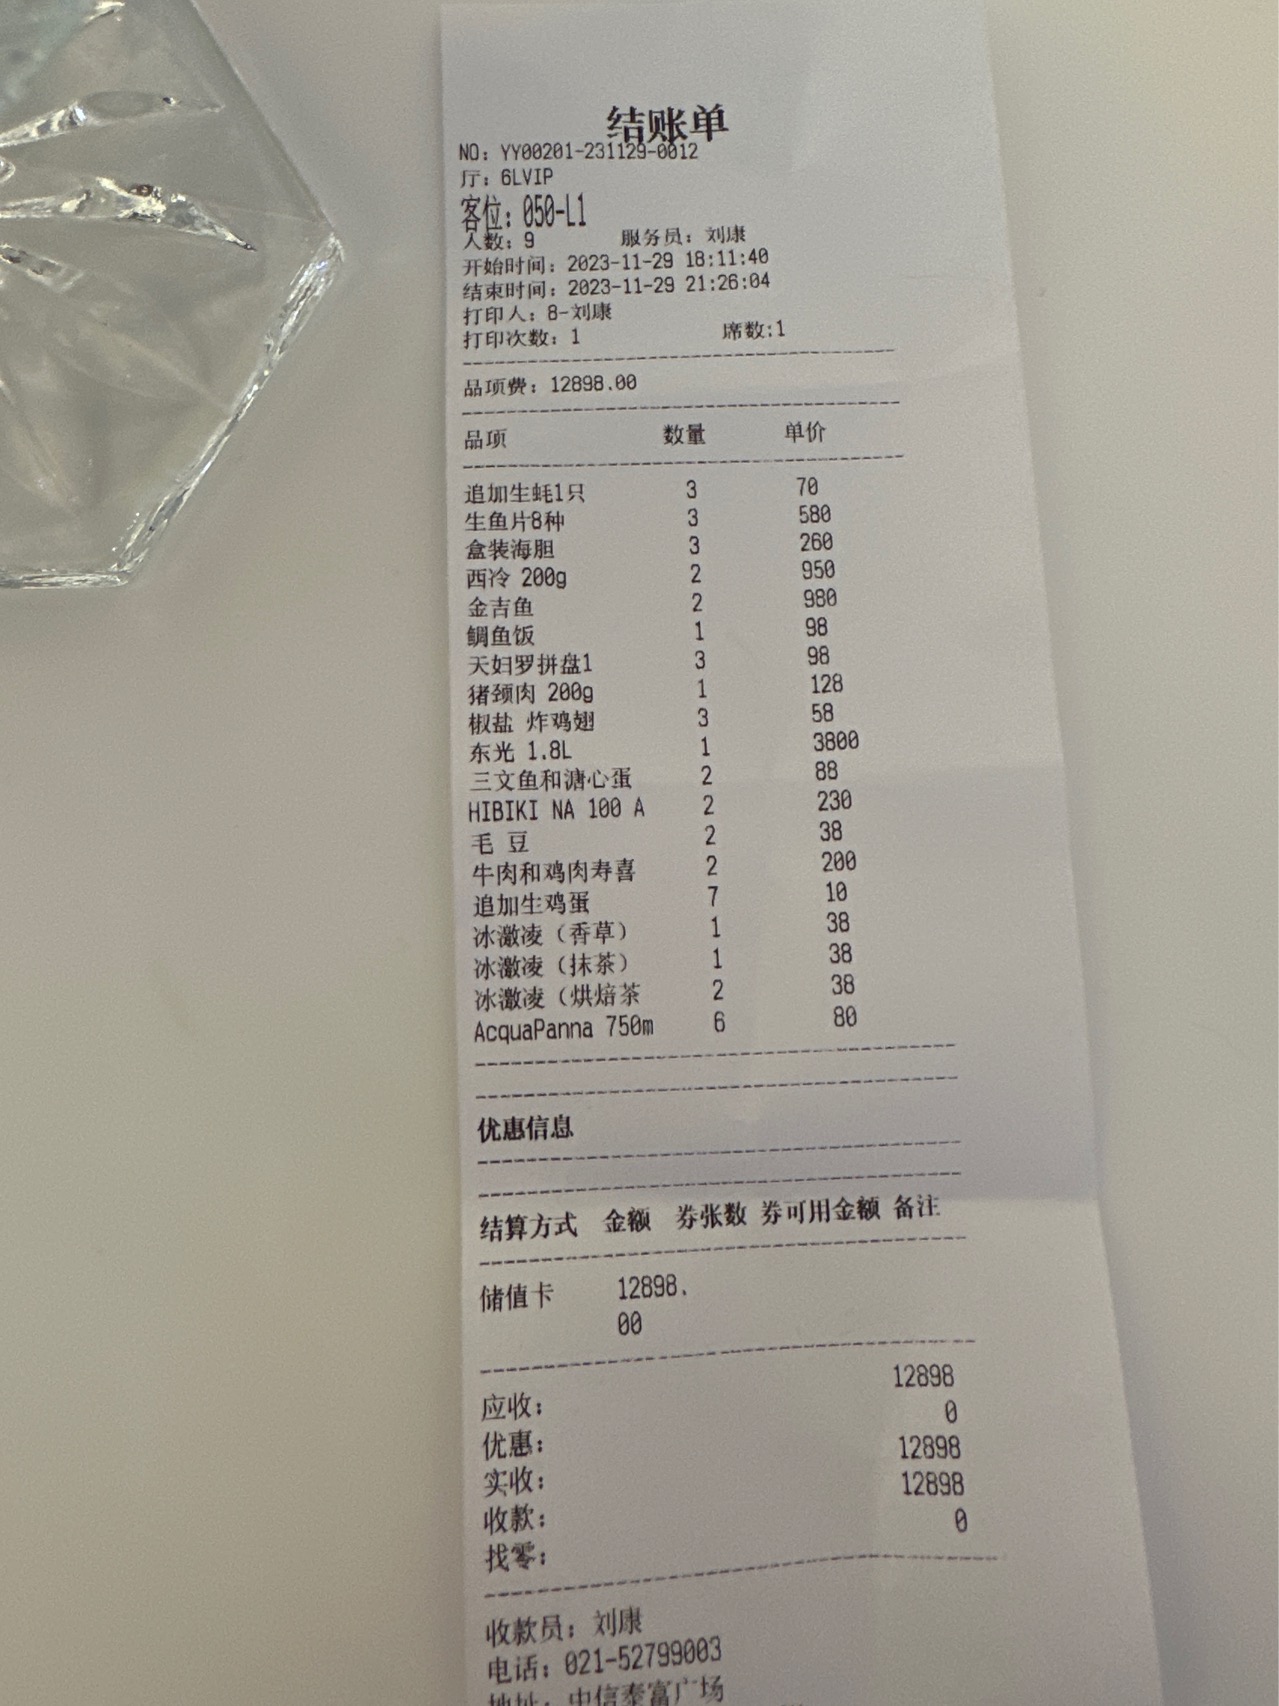 结账单
NO: YY00201-231129-0012
厅: 6LVIP
客位: 050-L1
人数: 9 服务员: 刘康
开始时间: 2023-11-29 18:11:40
结束时间: 2023-11-29 21:26:04
打印人: 8-刘康
打印次数: 1 席数:1
品项费: 12898.00
品项 数量 单价
追加生蚝1只 3 70
生鱼片8种 3 580
盒装海胆 3 260
西冷 200g 2 950
金吉鱼 2 980
鲷鱼饭 1 98
天妇罗拼盘1 3 98
猪颈肉 200g 1 128
椒盐 炸鸡翅 3 58
东光 1.8L 1 3800
三文鱼和溏心蛋 2 88
HIBIKI NA 100 A 2 230
毛 豆 2 38
牛肉和鸡肉寿喜 2 200
追加生鸡蛋 7 10
冰激凌（香草） 1 38
冰激凌（抹茶） 1 38
冰激凌（烘焙茶 2 38
AcquaPanna 750m 6 80
优惠信息
结算方式 金额 券张数 券可用金额 备注
储值卡 12898.
00
应收: 12898
优惠: 0
实收: 12898
收款: 12898
找零: 0
收款员: 刘康
电话: 021-52799003
地址: 中信泰富广场